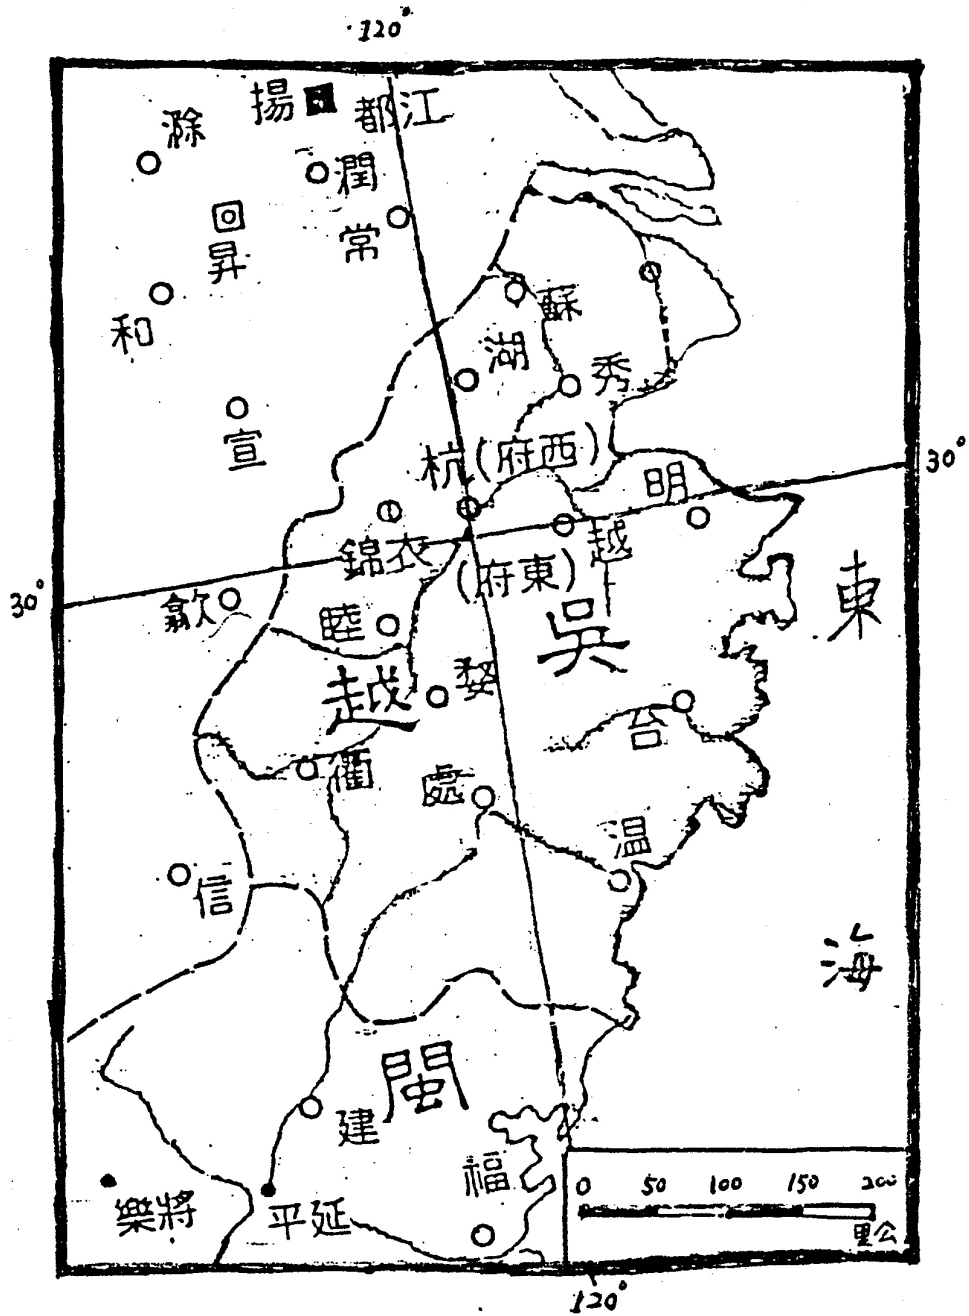 120°
滁
揚
都江
潤
常
昇
和
蘇
湖
秀
宣
杭(府西)
明
30°
錦衣
越
(府東)
30°
歙
睦
吳
東
越
婺
台
衢
處
温
信
海
閩
建
福
樂將
平延
0 50 100 150 200
里公
120°